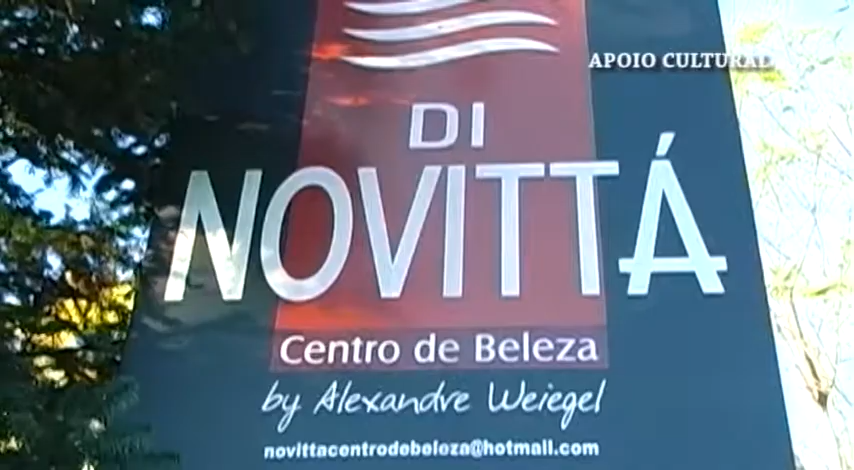 APOIO CULTURAL
DI
NOVITTÁ
Centro de Beleza
by Alexandre Weiegel
novittacentrodebeleza@hotmail.com